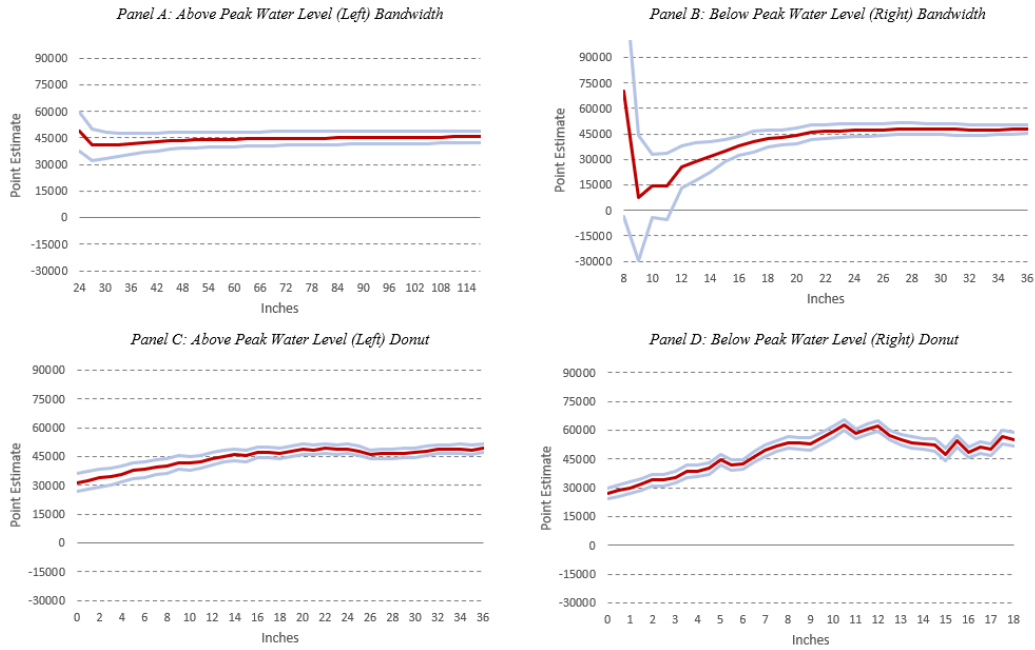 Panel A: Above Peak Water Level (Left) Bandwidth
90000
75000
60000
45000
30000
15000
0
-15000
-30000
Point Estimate
24 30 36 42 48 54 60 66 72 78 84 90 96 102 108 114
Inches
Panel B: Below Peak Water Level (Right) Bandwidth
90000
75000
60000
45000
30000
15000
0
-15000
-30000
Point Estimate
8 10 12 14 16 18 20 22 24 26 28 30 32 34 36
Inches
Panel C: Above Peak Water Level (Left) Donut
90000
75000
60000
45000
30000
15000
0
-15000
-30000
Point Estimate
0 2 4 6 8 10 12 14 16 18 20 22 24 26 28 30 32 34 36
Inches
Panel D: Below Peak Water Level (Right) Donut
90000
75000
60000
45000
30000
15000
0
-15000
-30000
Point Estimate
0 1 2 3 4 5 6 7 8 9 10 11 12 13 14 15 16 17 18
Inches